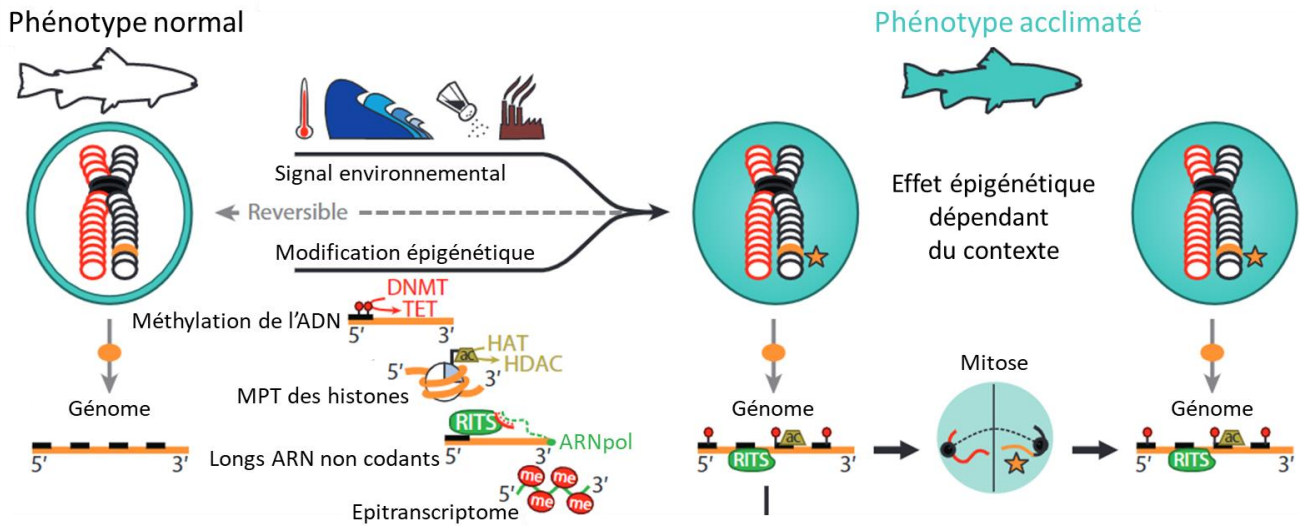 Phénotype normal
Phénotype acclimaté
Signal environnemental
Reversible
Modification épigénétique
Effet épigénétique
dépendant
du contexte
Méthylation de l'ADN
DNMT
TET
5' 3'
MPT des histones
ac
HAT
HDAC
5' 3'
Longs ARN non codants
RITS
ARNpol
3'
Epitranscriptome
5' me me me me 3'
Génome
5' 3'
Génome
ac
RITS
5' 3'
Mitose
Génome
ac
RITS
5' 3'